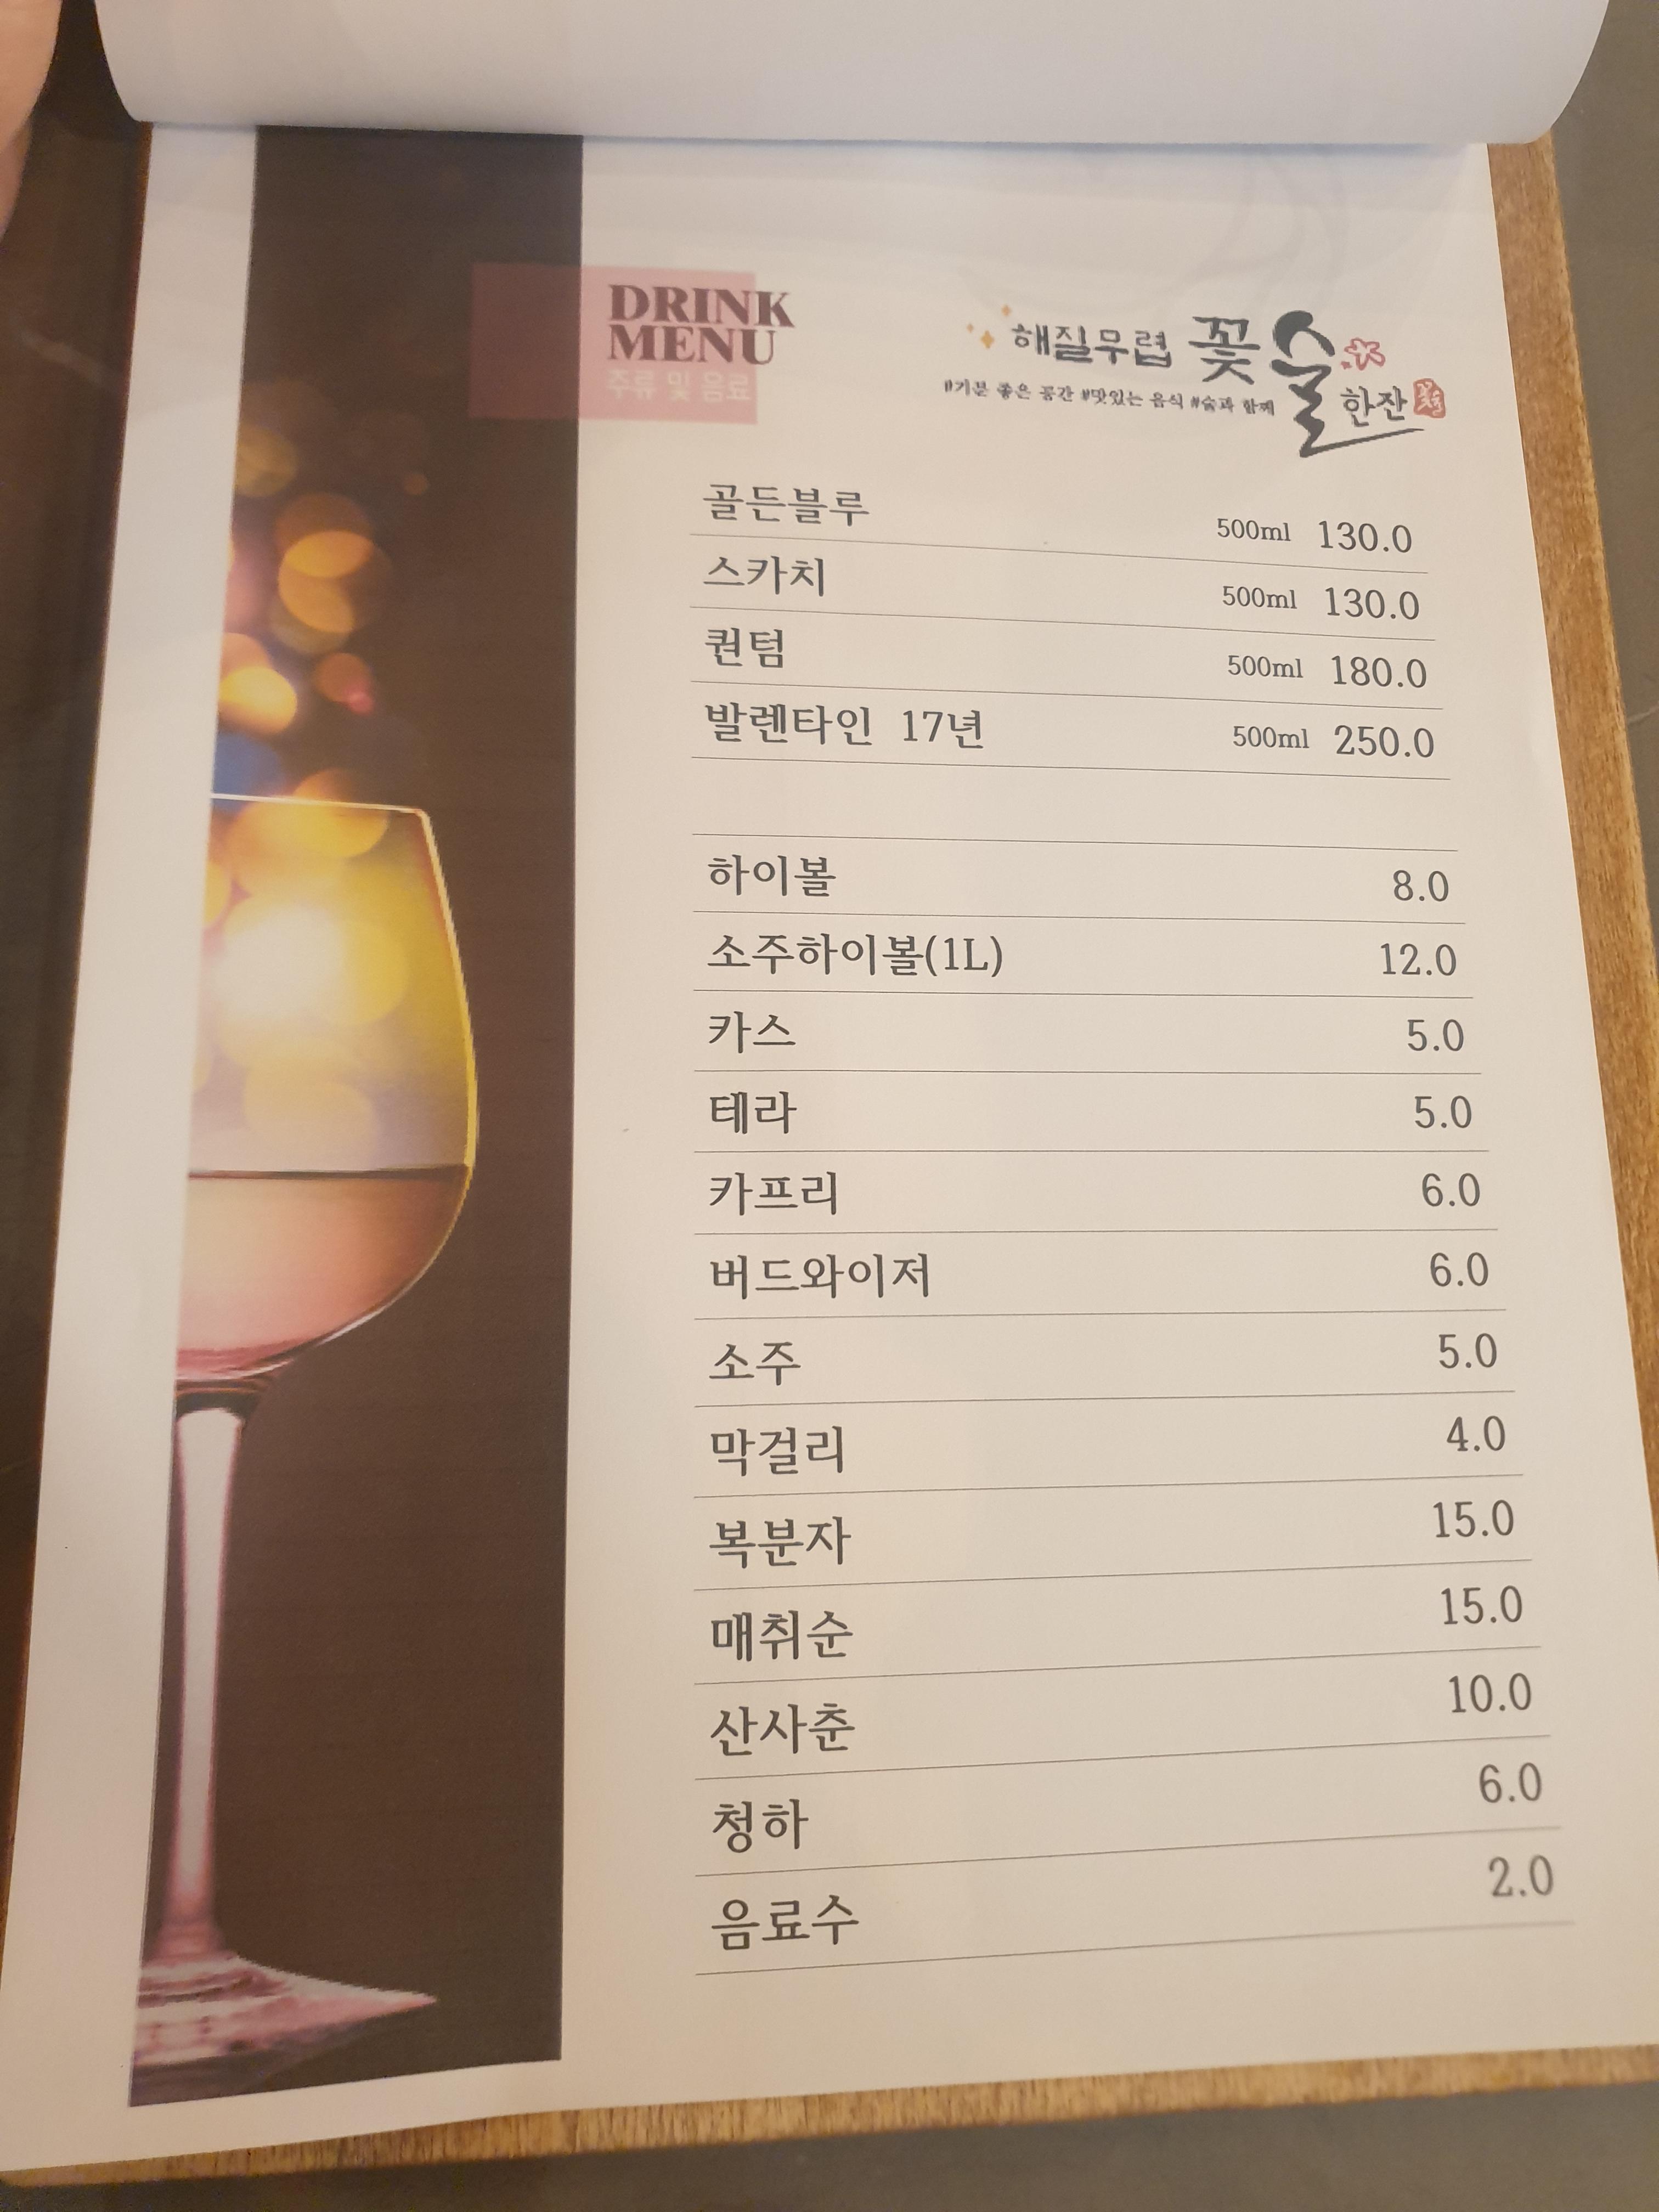 DRINK
MENU
주류 및 음료
해질무렵 꽃술 한잔
#기분 좋은 공간 #맛있는 음식 #술과 함께
골든블루 500ml 130.0
스카치 500ml 130.0
퀀텀 500ml 180.0
발렌타인 17년 500ml 250.0
하이볼 8.0
소주하이볼(1L) 12.0
카스 5.0
테라 5.0
카프리 6.0
버드와이저 6.0
소주 5.0
막걸리 4.0
복분자 15.0
매취순 15.0
산사춘 10.0
청하 6.0
음료수 2.0